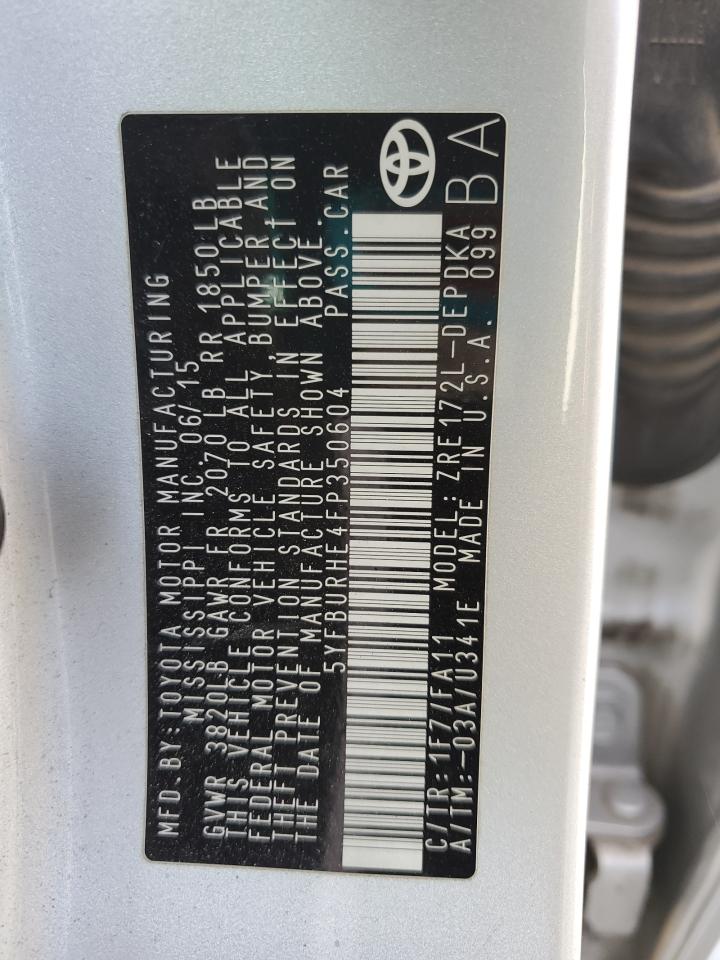 MFD.BY:TOYOTA MOTOR MANUFACTURING
MISSISSIPPI INC. 06/15
GVWR 3820LB GAWR FR 2070 LB RR 1850 LB
THIS VEHICLE CONFORMS TO ALL APPLICABLE
FEDERAL MOTOR VEHICLE SAFETY,BUMPER,AND
THEFT PREVENTION STANDARDS IN EFFECT ON
THE DATE OF MANUFACTURE SHOWN ABOVE.
5YFBURHE4FP350604 PASS.CAR
C/TR:1F7/FA11 MODEL:ZRE172L-DEPDKA
A/TM:-03A/U341E MADE IN U.S.A. 099 BA